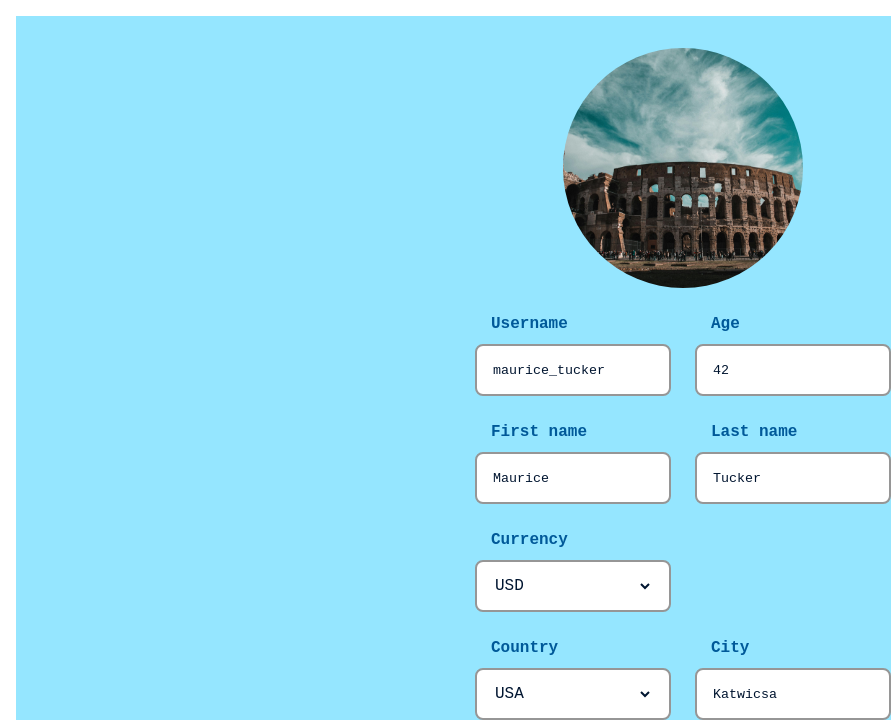 Username
Age
maurice_tucker
42
First name
Last name
Maurice
Tucker
Currency
USD
Country
City
USA
Katwicsa